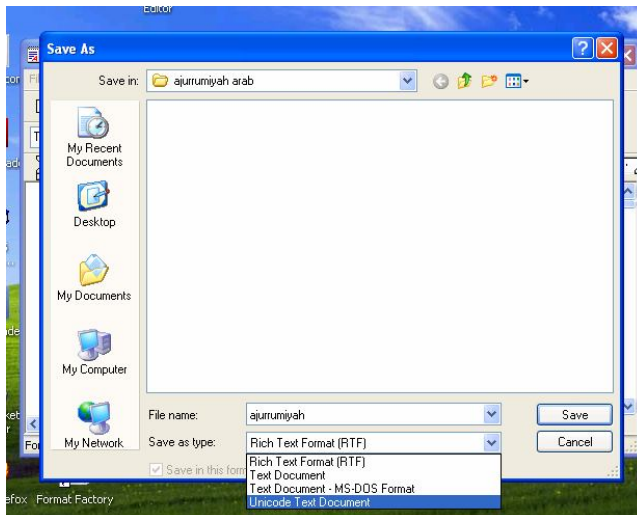 Editor
Save As
Save in:
ajurrumiyah arab
My Recent
Documents
Desktop
My Documents
My Computer
My Network
File name:
ajurrumiyah
Save
Save as type:
Rich Text Format (RTF)
Cancel
Save in this form
Rich Text Format (RTF)
Text Document
Text Document - MS-DOS Format
Unicode Text Document
Format Factory